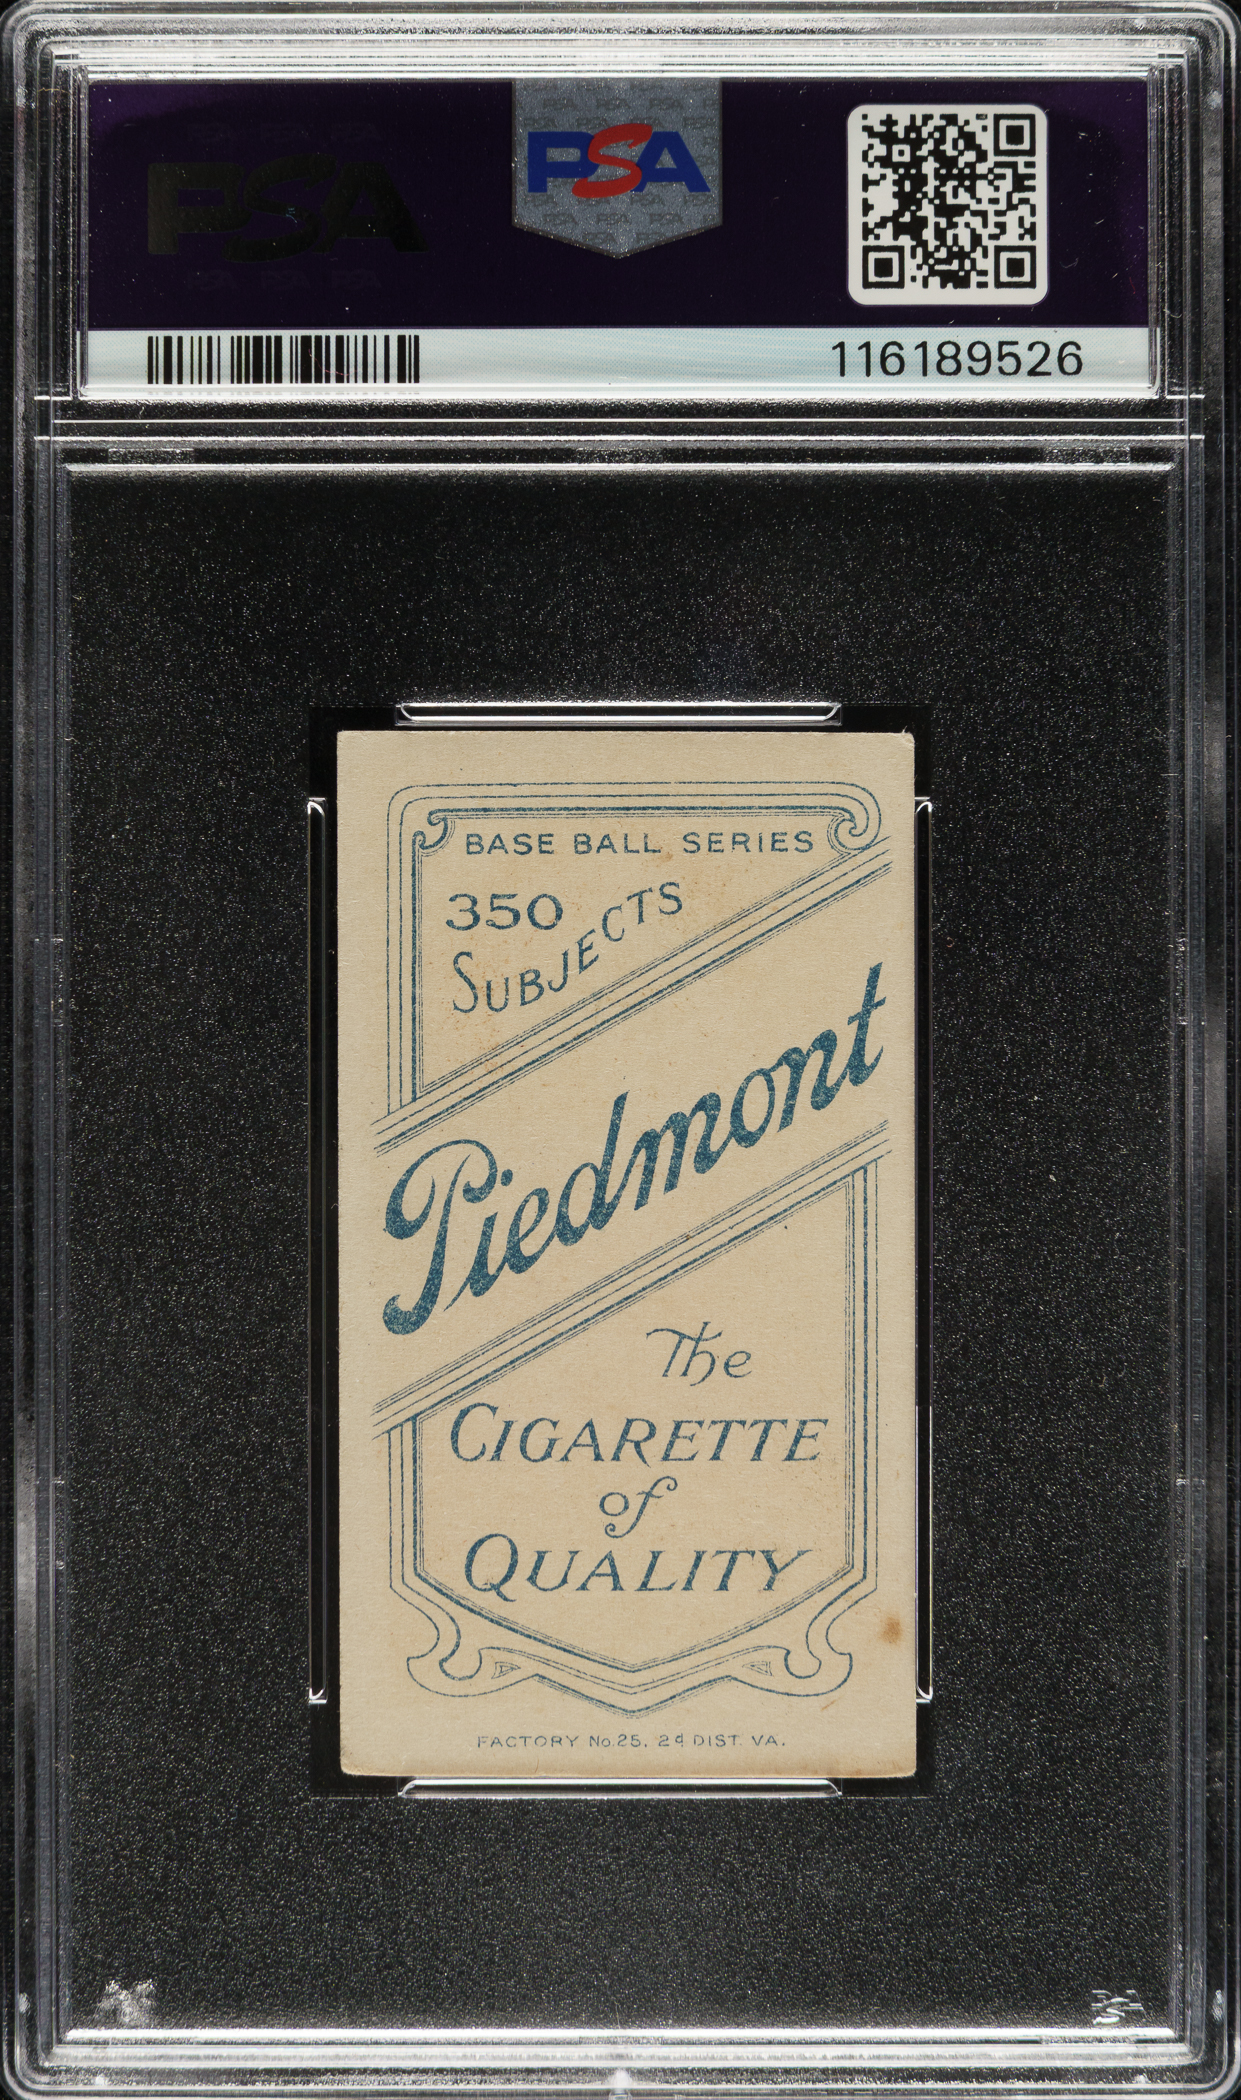 PSA
PSA
116189526
BASE BALL SERIES
350
SUBJECTS
Piedmont
The
CIGARETTE
of
QUALITY
FACTORY No. 25, 2d DIST. VA.